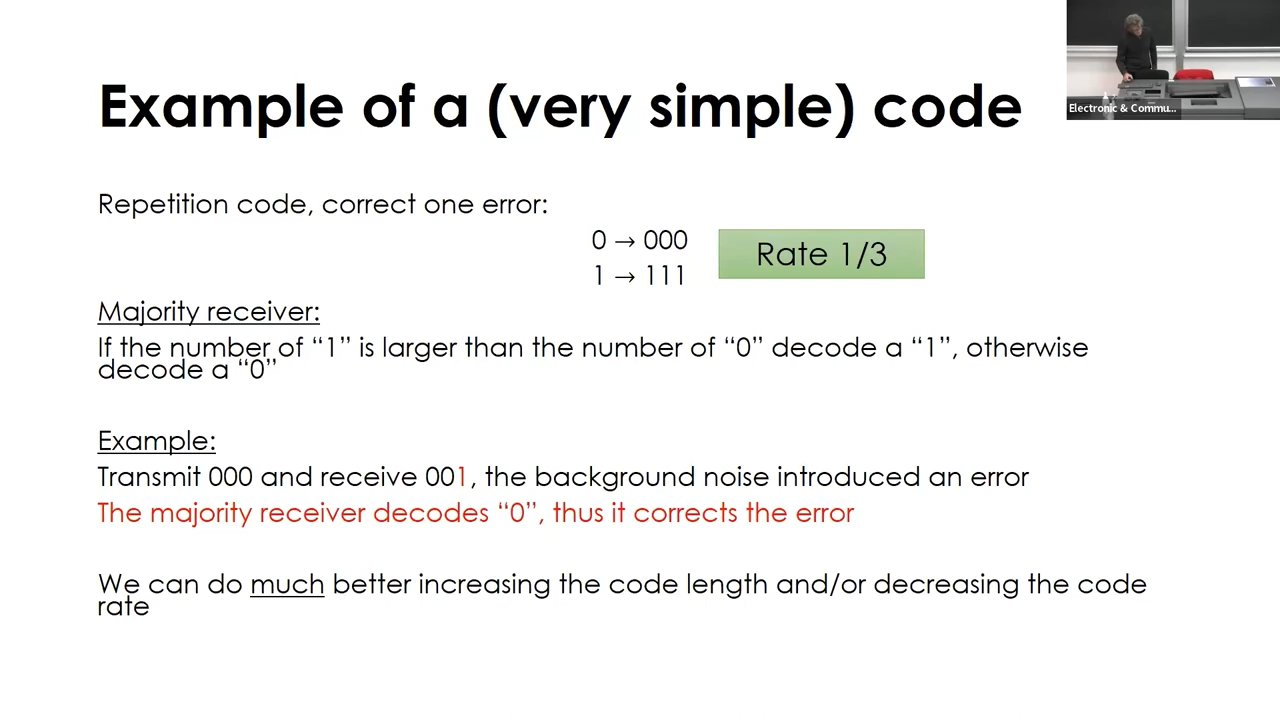 Example of a (very simple) code
Electronic & Commu...
Repetition code, correct one error:
0 → 000
1 → 111
Rate 1/3
Majority receiver:
If the number of “1” is larger than the number of “0” decode a “1”, otherwise
decode a “0”
Example:
Transmit 000 and receive 001, the background noise introduced an error
The majority receiver decodes “0”, thus it corrects the error
We can do much better increasing the code length and/or decreasing the code
rate